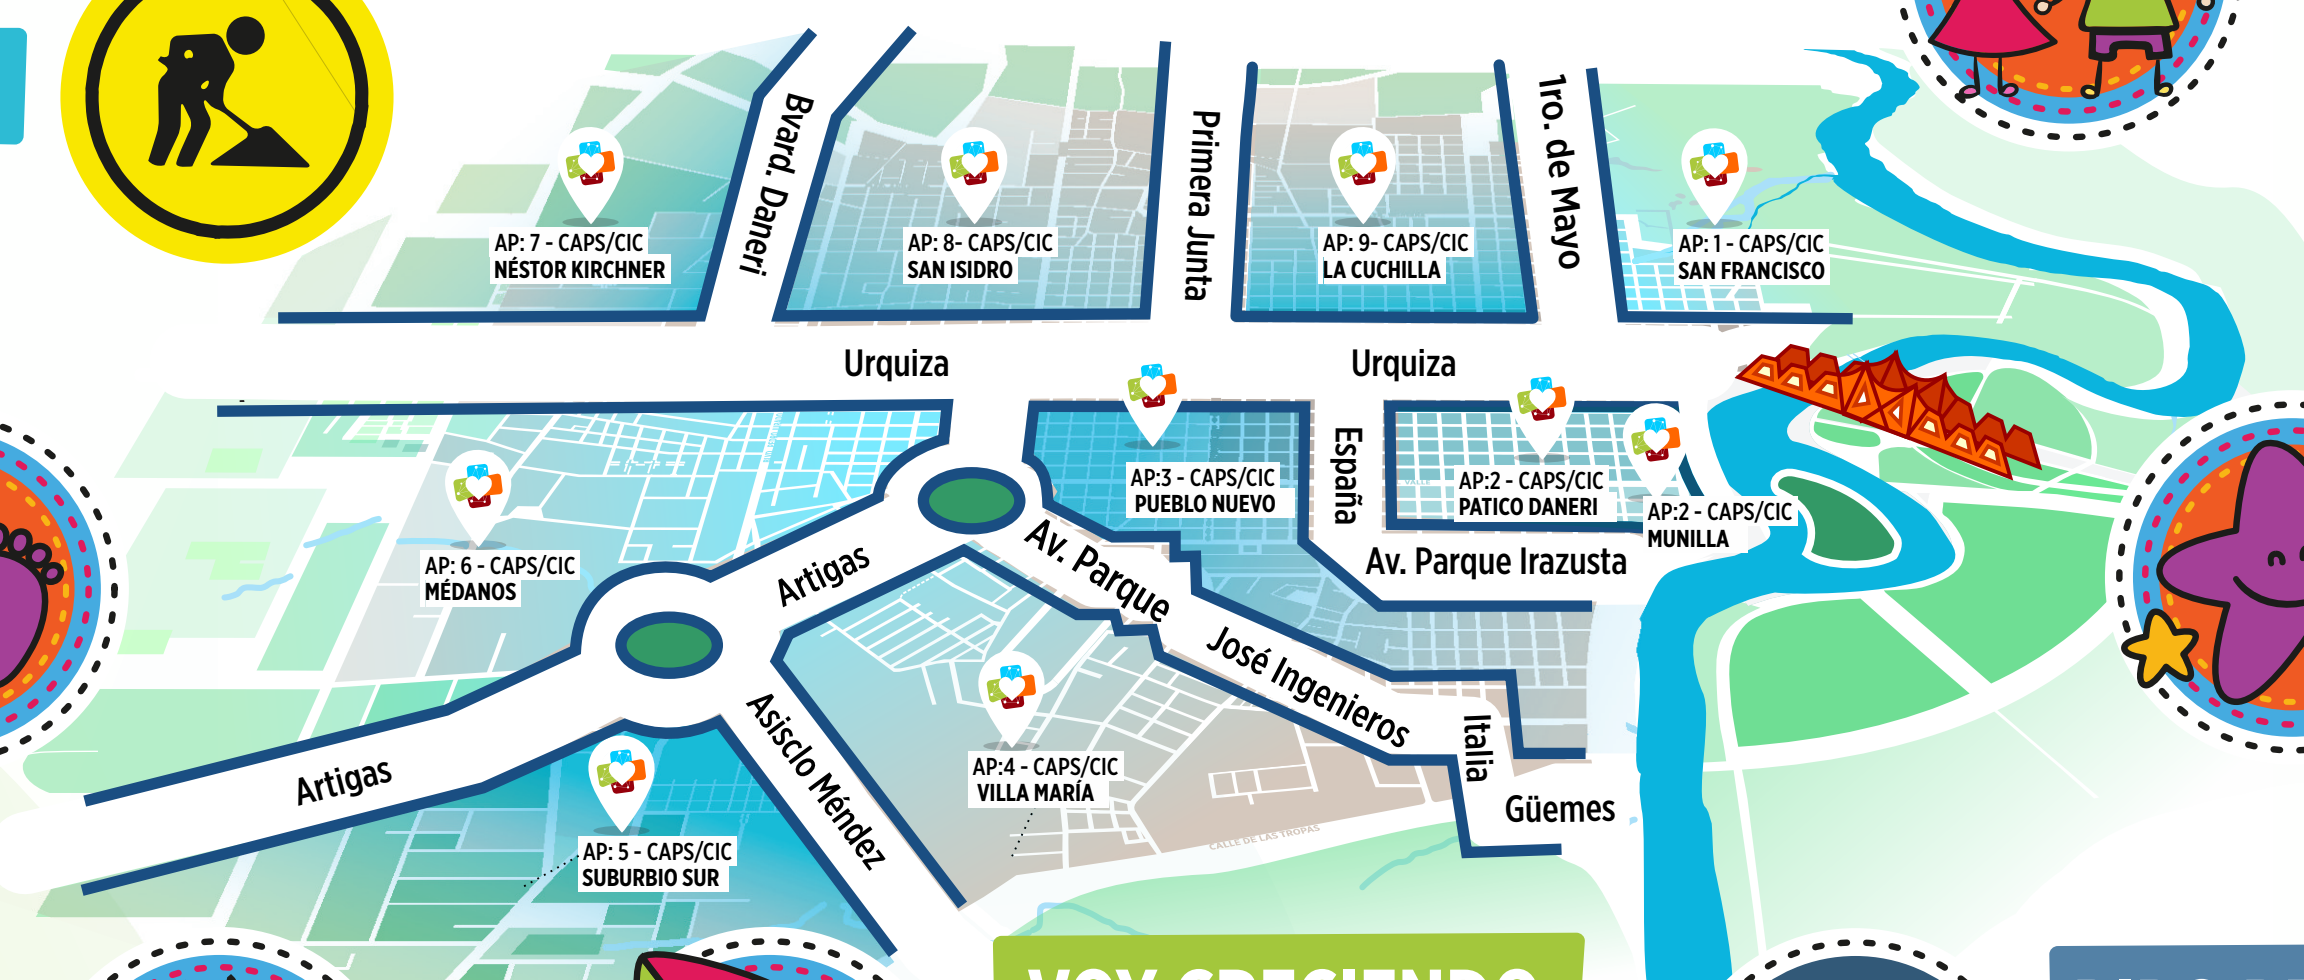 Bvard. Daneri
Primera Junta
1ro. de Mayo
AP: 7 - CAPS/CIC
NÉSTOR KIRCHNER
AP: 8- CAPS/CIC
SAN ISIDRO
AP: 9- CAPS/CIC
LA CUCHILLA
AP: 1 - CAPS/CIC
SAN FRANCISCO
Urquiza
Urquiza
España
AP:3 - CAPS/CIC
PUEBLO NUEVO
AP:2 - CAPS/CIC
PATICO DANERI
AP:2 - CAPS/CIC
MUNILLA
AP: 6 - CAPS/CIC
MÉDANOS
Artigas
Av. Parque
Av. Parque Irazusta
José Ingenieros
Italia
Güemes
Artigas
Asisclo Méndez
AP:4 - CAPS/CIC
VILLA MARÍA
CALLE DE LAS TROPAS
AP: 5 - CAPS/CIC
SUBURBIO SUR
VOY CRECIENDO